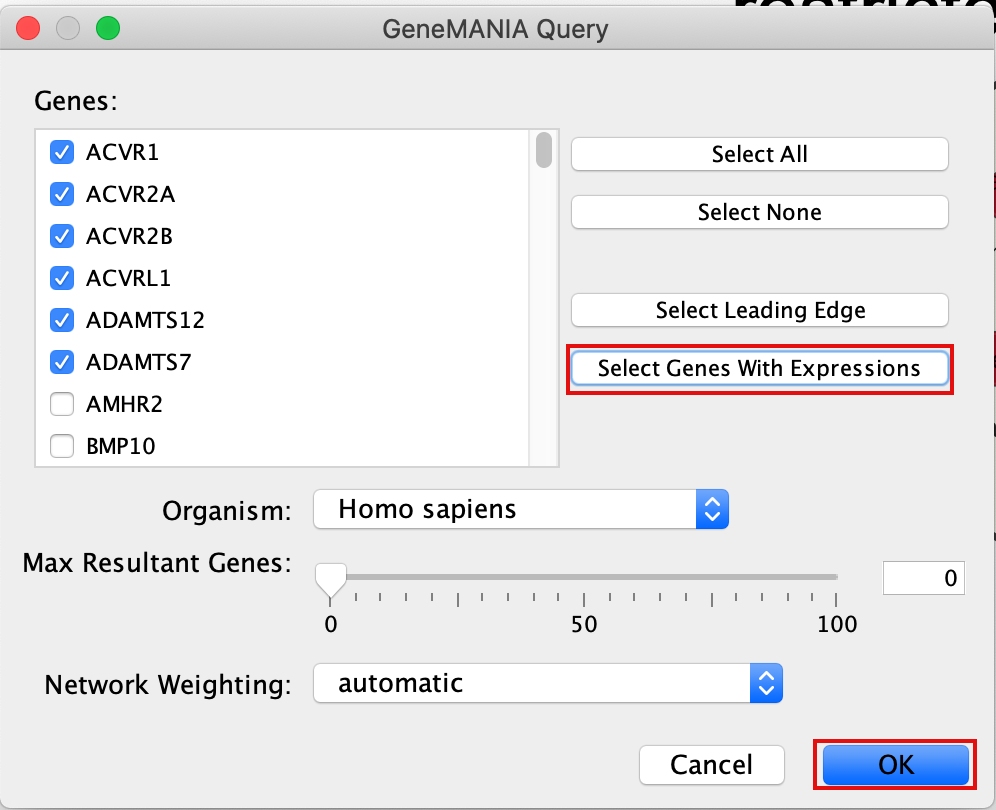 GeneMANIA Query
Genes:
ACVR1
ACVR2A
ACVR2B
ACVRL1
ADAMTS12
ADAMTS7
AMHR2
BMP10
Select All
Select None
Select Leading Edge
Select Genes With Expressions
Organism: Homo sapiens
Max Resultant Genes: 0
0 50 100
Network Weighting: automatic
Cancel OK